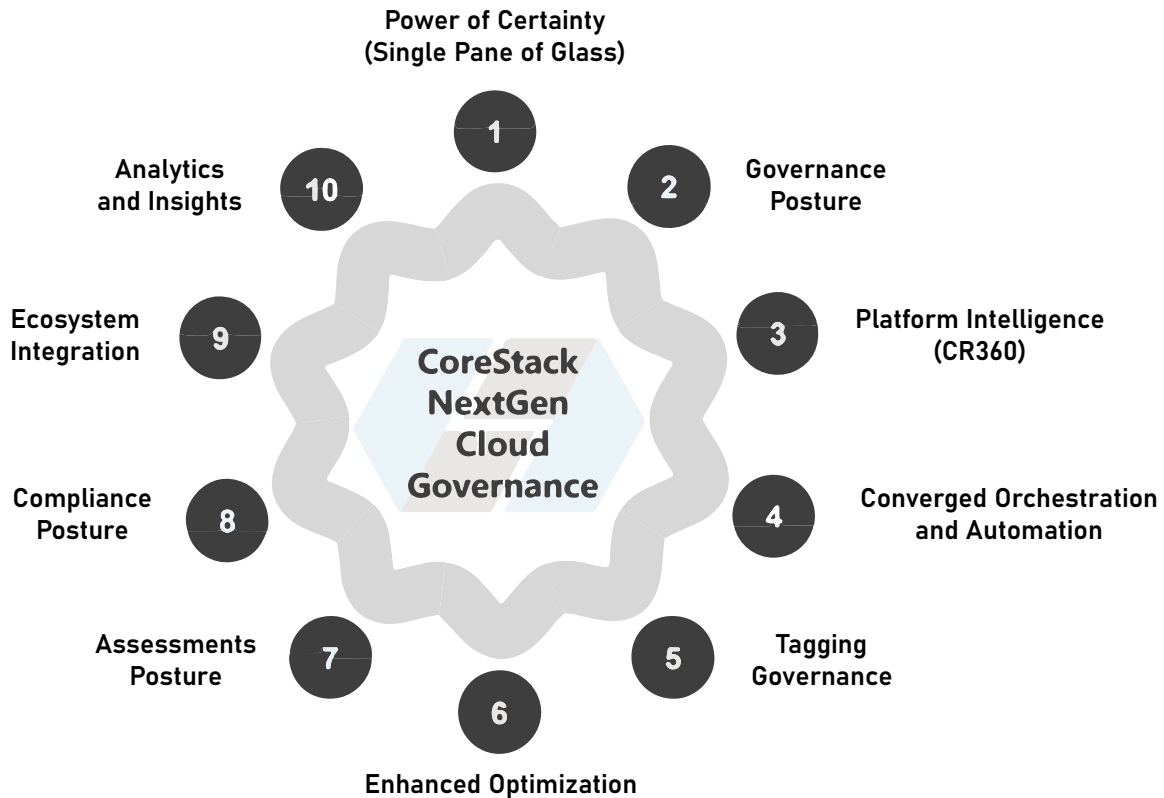 Power of Certainty
(Single Pane of Glass)
1
2
Governance
Posture
3
Platform Intelligence
(CR360)
4
Converged Orchestration
and Automation
5
Tagging
Governance
6
Enhanced Optimization
7
Assessments
Posture
8
Compliance
Posture
9
Ecosystem
Integration
10
Analytics
and Insights
CoreStack
NextGen
Cloud
Governance